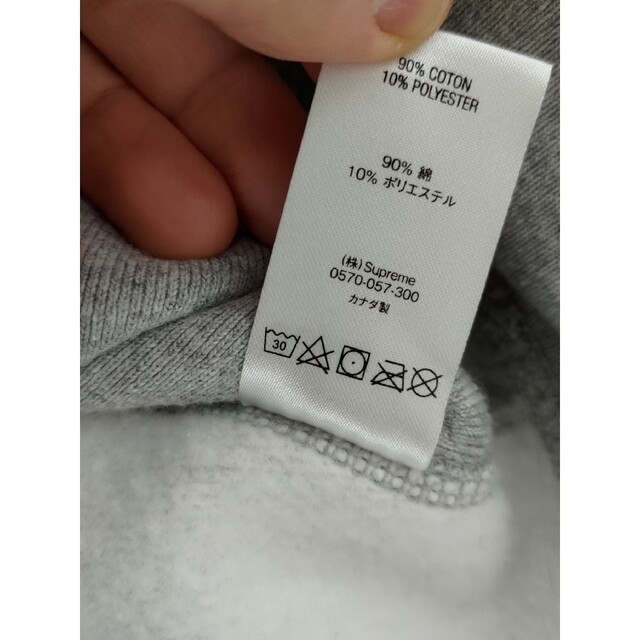 90% COTON
10% POLYESTER
90% 綿
10% ポリエステル
(株) Supreme
0570-057-300
カナダ製
30